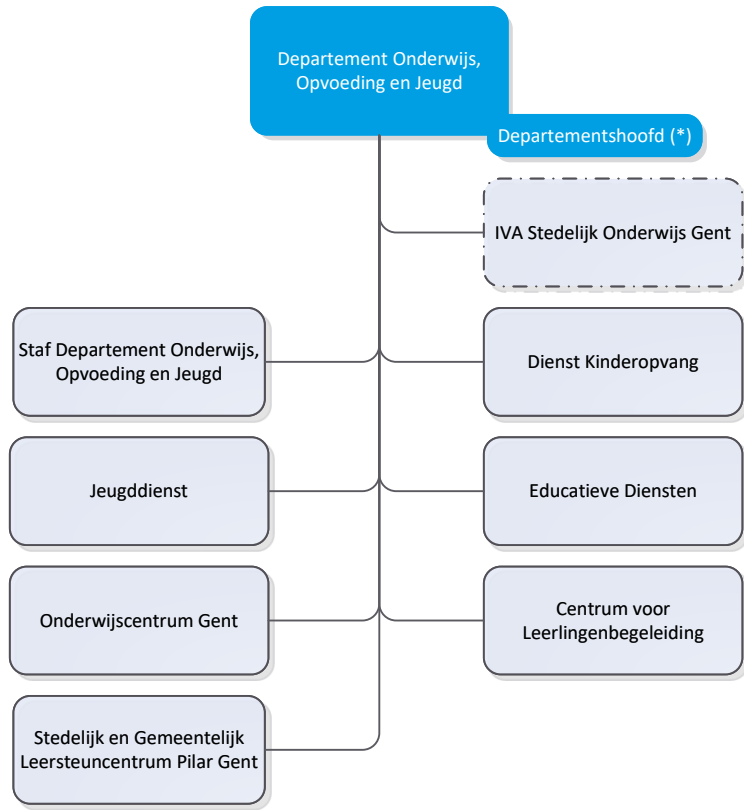 Departement Onderwijs,
Opvoeding en Jeugd
Departementshoofd (*)
IVA Stedelijk Onderwijs Gent
Staf Departement Onderwijs,
Opvoeding en Jeugd
Dienst Kinderopvang
Jeugddienst
Educatieve Diensten
Onderwijscentrum Gent
Centrum voor
Leerlingenbegeleiding
Stedelijk en Gemeentelijk
Leersteuncentrum Pilar Gent